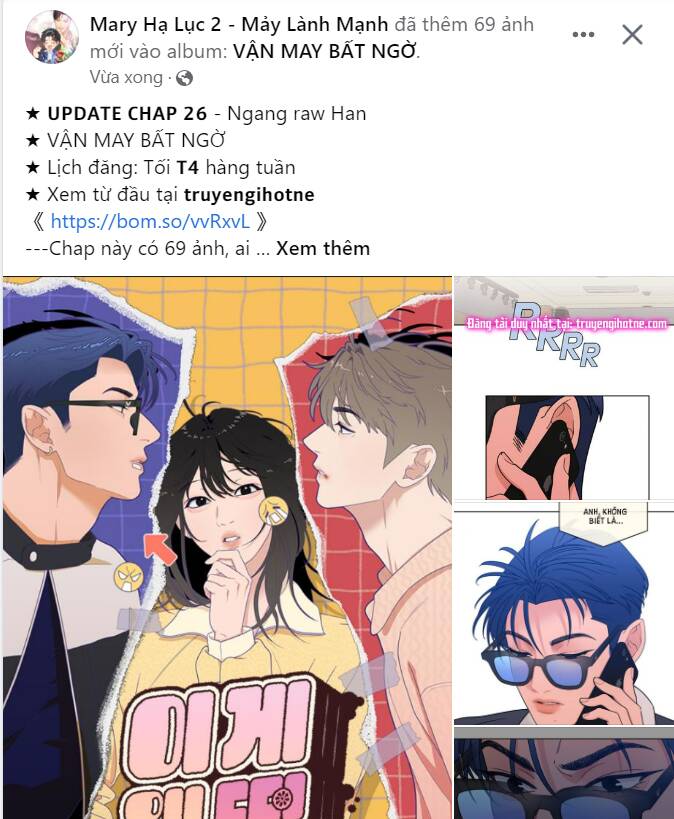 Mary Hạ Lục 2 - Mảy Lành Mạnh đã thêm 69 ảnh
mới vào album: VẬN MAY BẤT NGỜ.
Vừa xong ·
★ UPDATE CHAP 26 - Ngang raw Han
★ VẬN MAY BẤT NGỜ
★ Lịch đăng: Tối T4 hàng tuần
★ Xem từ đầu tại truyengihotne
《 https://bom.so/vvRxvL 》
---Chap này có 69 ảnh, ai ... Xem thêm
RRRR
Đăng tải duy nhất tại: truyengihotne.com
ANH, KHÔNG
BIẾT LÀ...
이게